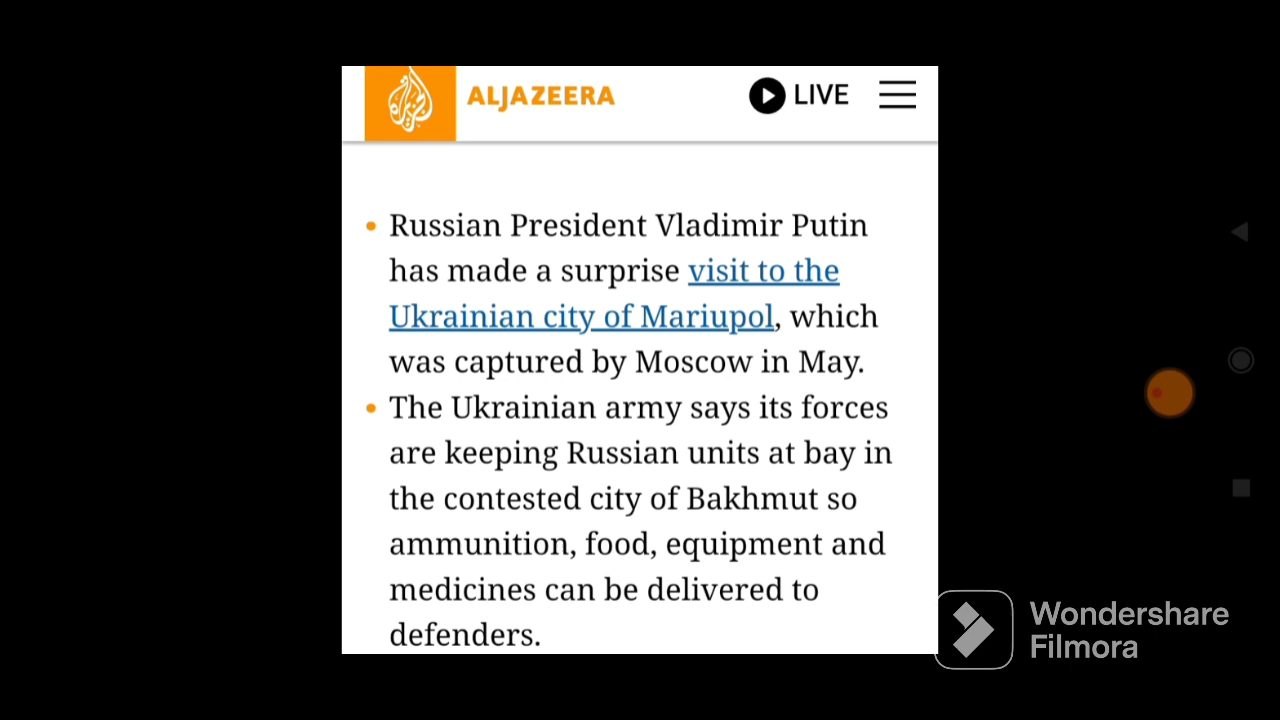 ALJAZEERA
LIVE
• Russian President Vladimir Putin
has made a surprise visit to the
Ukrainian city of Mariupol, which
was captured by Moscow in May.
• The Ukrainian army says its forces
are keeping Russian units at bay in
the contested city of Bakhmut so
ammunition, food, equipment and
medicines can be delivered to
defenders.
Wondershare
Filmora